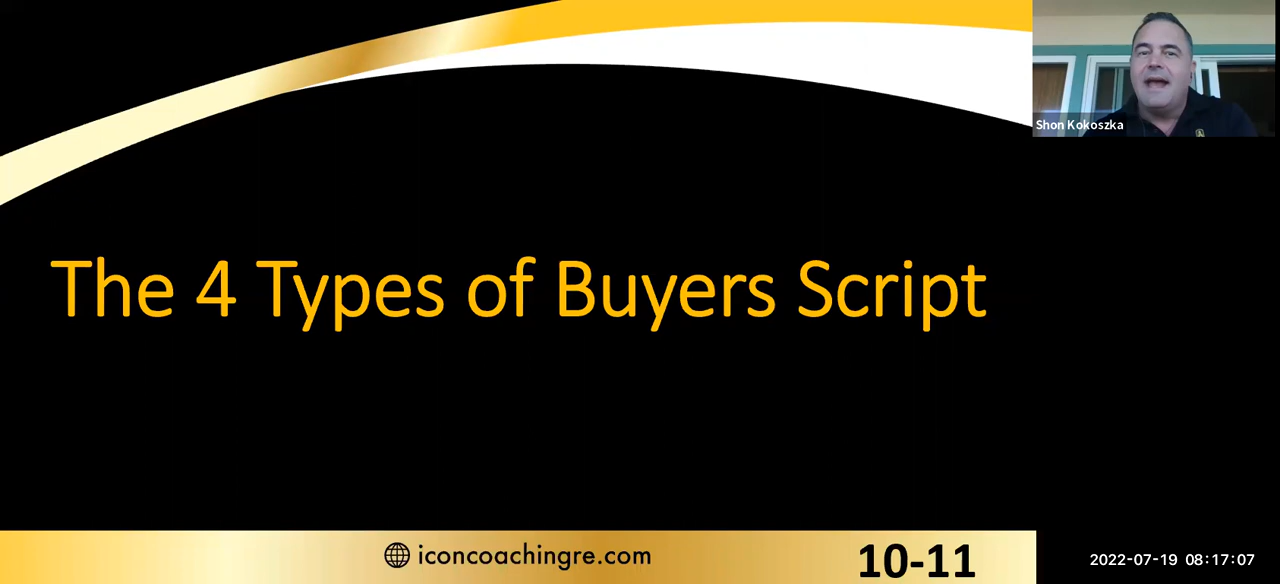 Shon Kokoszka
The 4 Types of Buyers Script
iconcoachingre.com
10-11
2022-07-19 08:17:07